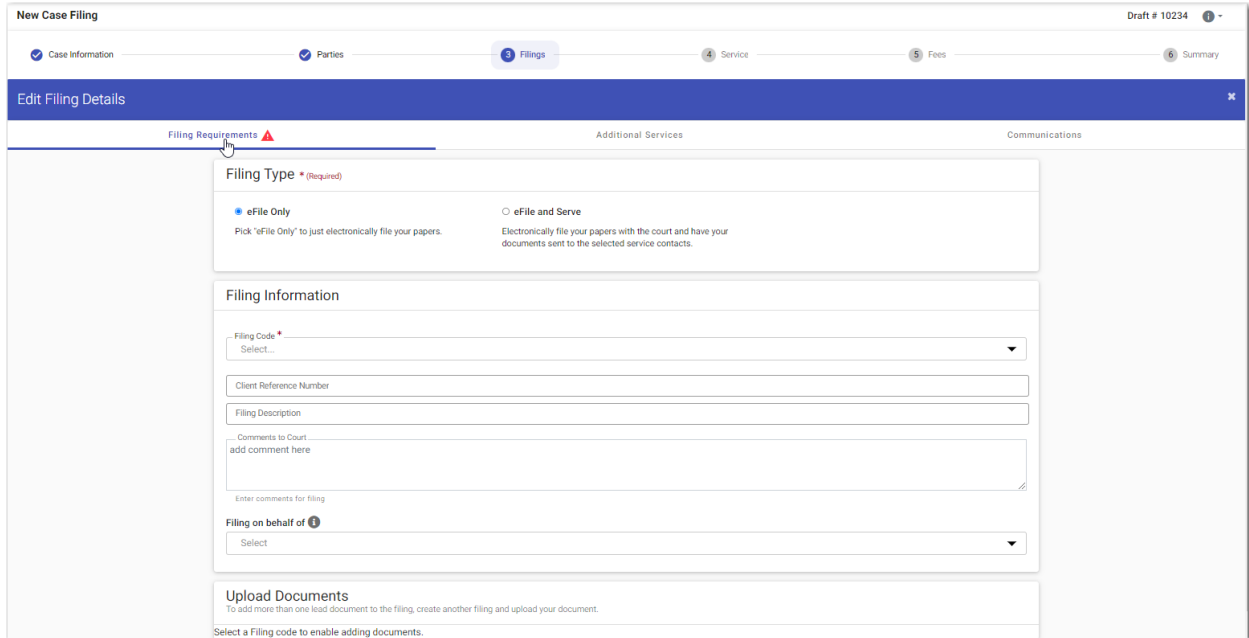 New Case Filing
Draft # 10234
Case Information
Parties
3 Filings
4 Service
5 Fees
6 Summary
Edit Filing Details
Filing Requirements
Additional Services
Communications
Filing Type * (Required)
eFile Only
eFile and Serve
Pick "eFile Only" to just electronically file your papers.
Electronically file your papers with the court and have your
documents sent to the selected service contacts.
Filing Information
Filing Code *
Select...
Client Reference Number
Filing Description
Comments to Court
add comment here
Enter comments for filing
Filing on behalf of
Select
Upload Documents
To add more than one lead document to the filing, create another filing and upload your document.
Select a Filing code to enable adding documents.